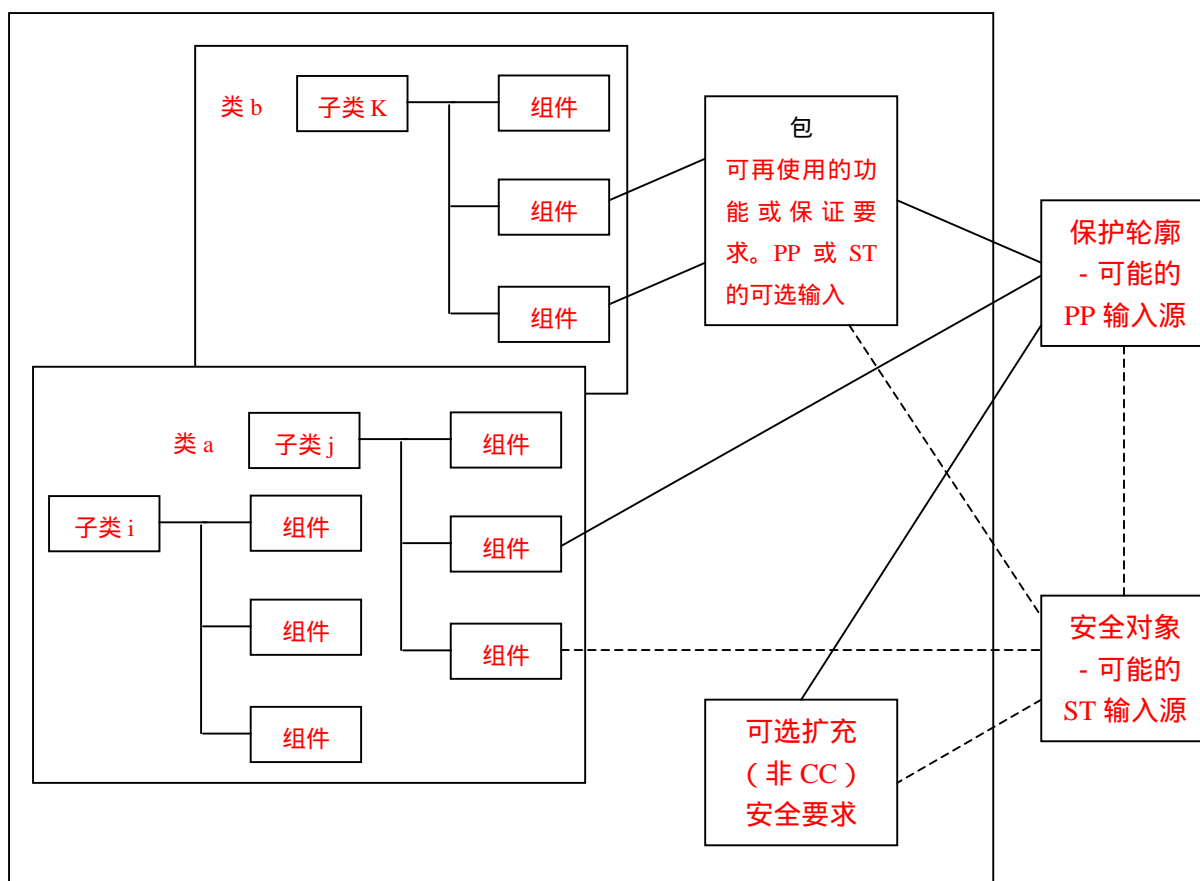 类 b
子类 K
组件
组件
组件
包
可再使用的功
能或保证要
求。PP 或 ST
的可选输入
保护轮廓
- 可能的
PP 输入源
类 a
子类 j
组件
组件
组件
子类 i
组件
组件
组件
安全对象
- 可能的
ST 输入源
可选扩充
（非 CC）
安全要求